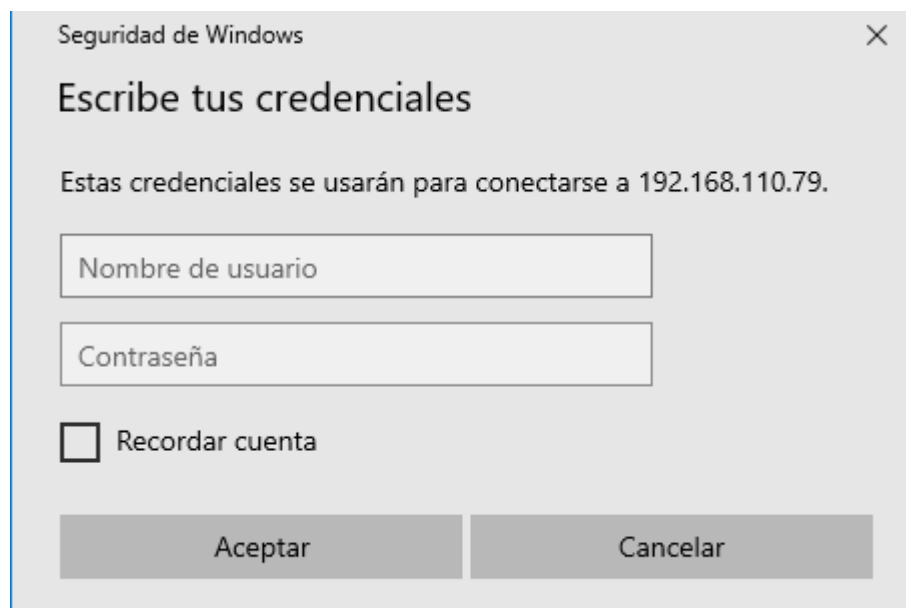 Seguridad de Windows
Escribe tus credenciales
Estas credenciales se usarán para conectarse a 192.168.110.79.
Nombre de usuario
Contraseña
Recordar cuenta
Aceptar
Cancelar